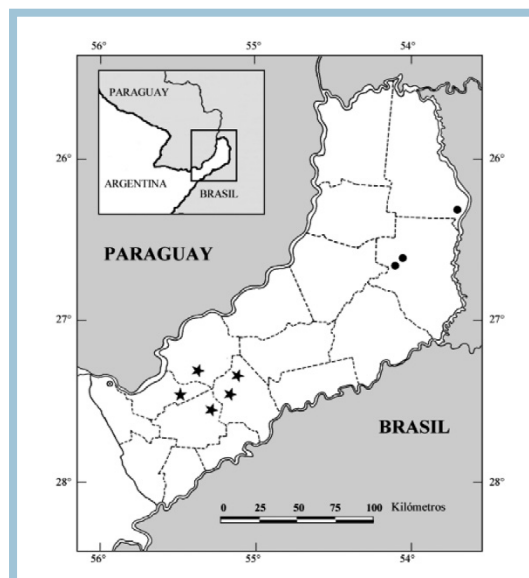 56° 55° 54°
PARAGUAY
ARGENTINA
BRASIL
26° 26°
PARAGUAY
27° 27°
BRASIL
28° 28°
0 25 50 75 100 Kilómetros
56° 55° 54°